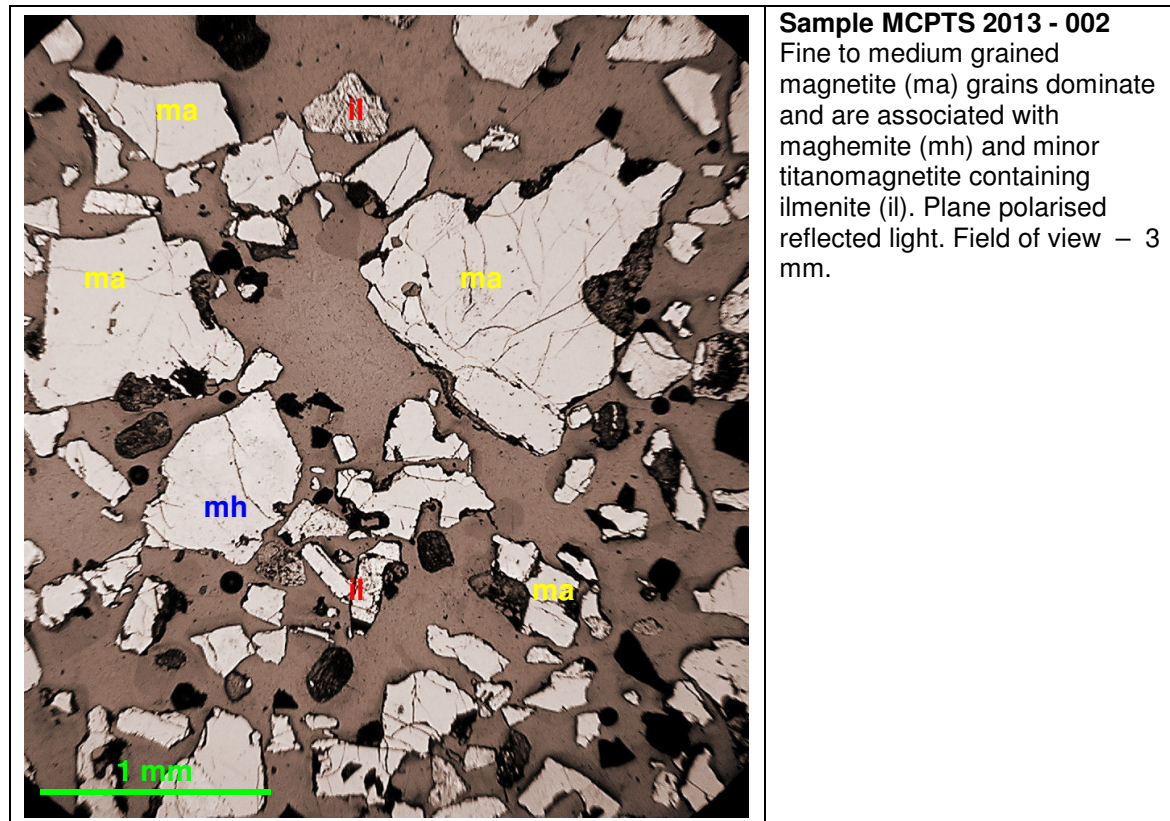 ma
il
ma
ma
mh
il
ma
1 mm
Sample MCPTS 2013 - 002
Fine to medium grained
magnetite (ma) grains dominate
and are associated with
maghemite (mh) and minor
titanomagnetite containing
ilmenite (il). Plane polarised
reflected light. Field of view – 3
mm.